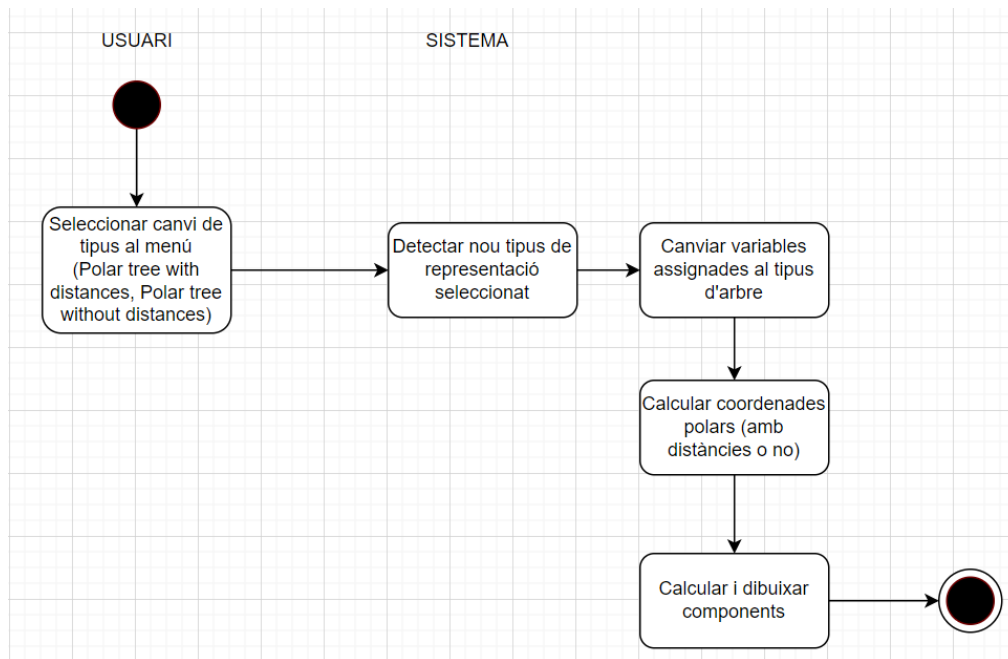 USUARI
SISTEMA
Seleccionar canvi de
tipus al menú
(Polar tree with
distances, Polar tree
without distances)
Detectar nou tipus de
representació
seleccionat
Canviar variables
assignades al tipus
d'arbre
Calcular coordenades
polars (amb
distàncies o no)
Calcular i dibuixar
components